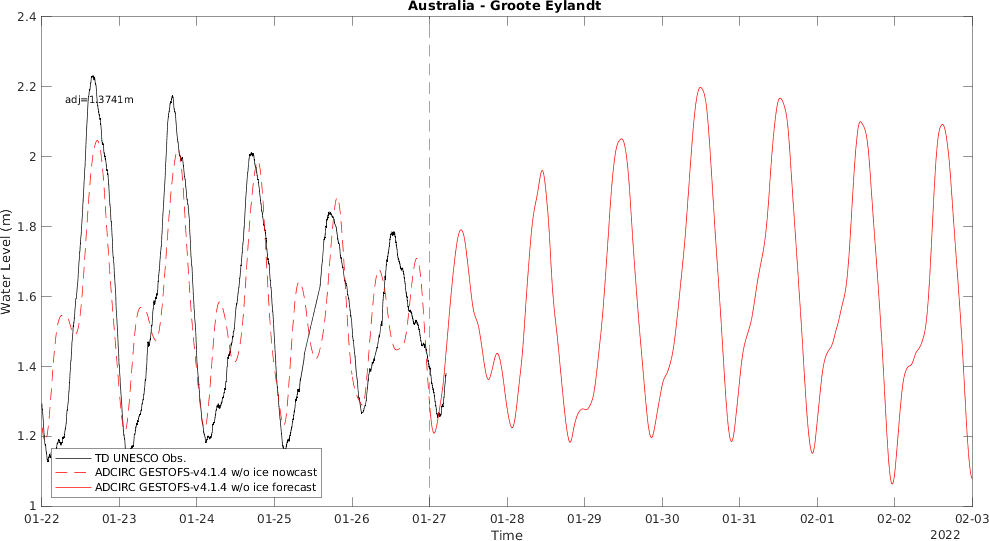 Australia - Groote Eylandt
2.4
2.2
adj=1.3741m
2
1.8
Water Level (m)
1.6
1.4
1.2
TD UNESCO Obs.
ADCIRC GESTOFS-v4.1.4 w/o ice nowcast
ADCIRC GESTOFS-v4.1.4 w/o ice forecast
1
01-22 01-23 01-24 01-25 01-26 01-27 01-28 01-29 01-30 01-31 02-01 02-02 02-03
Time
2022